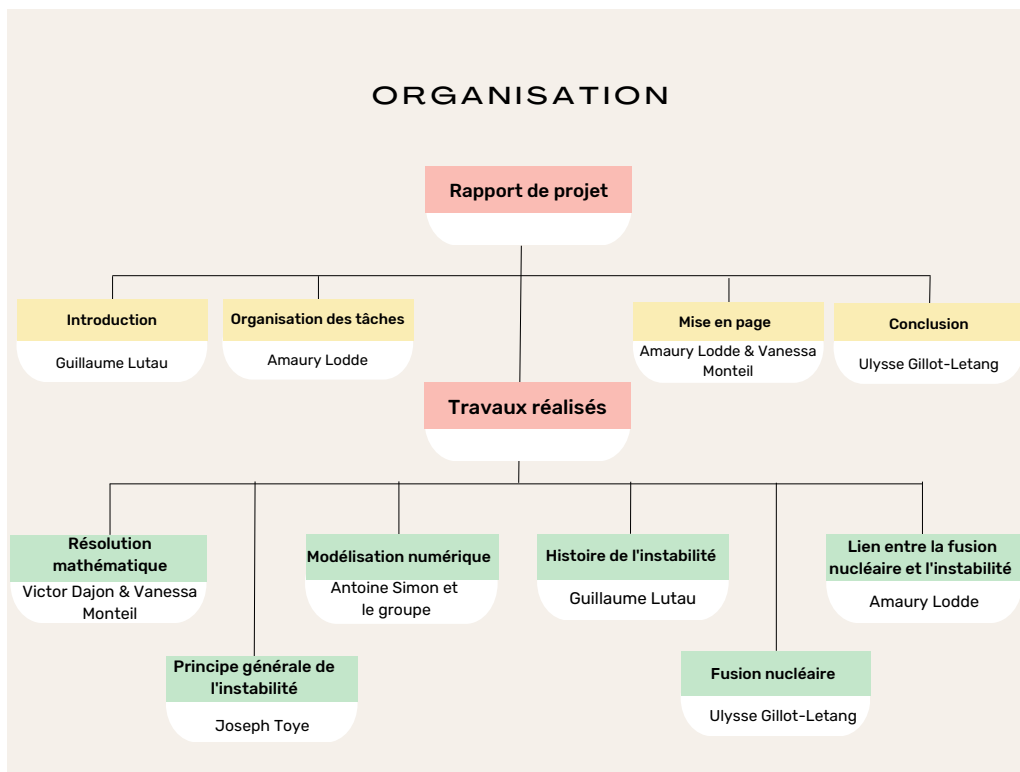 ORGANISATION
Rapport de projet
Introduction
Guillaume Lutau
Organisation des tâches
Amaury Lodde
Mise en page
Amaury Lodde & Vanessa
Monteil
Conclusion
Ulysse Gillot-Letang
Travaux réalisés
Résolution
mathématique
Victor Dajon & Vanessa
Monteil
Modélisation numérique
Antoine Simon et
le groupe
Histoire de l'instabilité
Guillaume Lutau
Lien entre la fusion
nucléaire et l'instabilité
Amaury Lodde
Principe générale de
l'instabilité
Joseph Toye
Fusion nucléaire
Ulysse Gillot-Letang